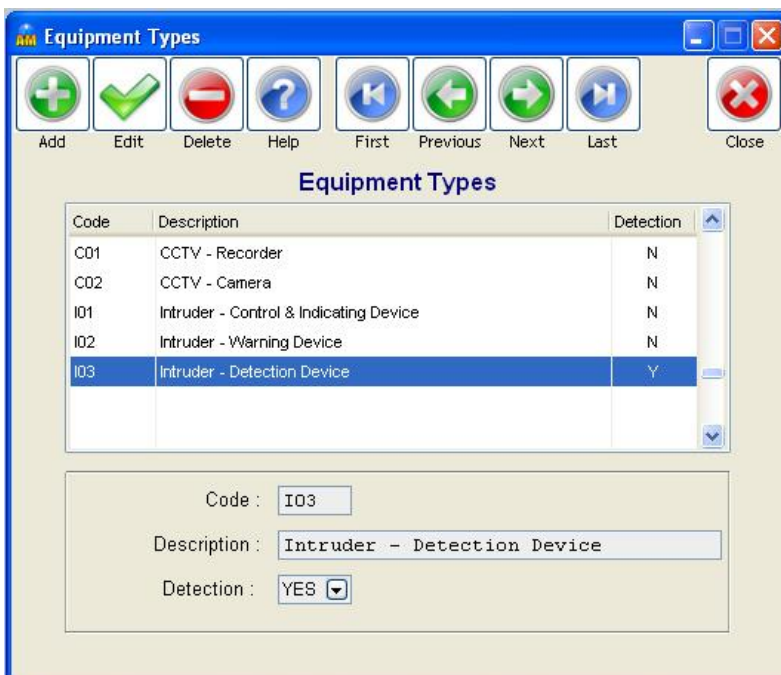 AM Equipment Types
Add Edit Delete Help First Previous Next Last Close
Equipment Types
Code Description Detection
C01 CCTV - Recorder N
C02 CCTV - Camera N
I01 Intruder - Control & Indicating Device N
I02 Intruder - Warning Device N
I03 Intruder - Detection Device Y
Code : I03
Description : Intruder - Detection Device
Detection : YES